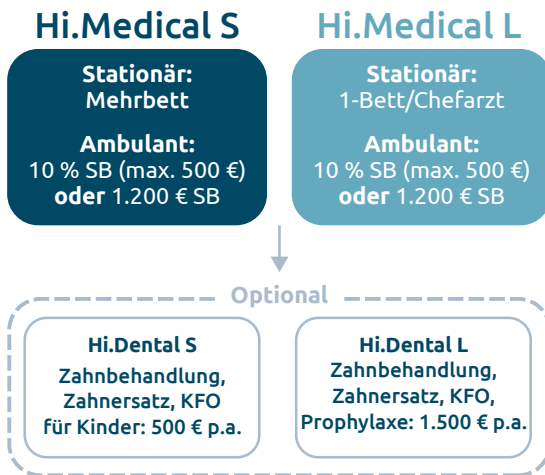 Hi.Medical S
Stationär:
Mehrbett
Ambulant:
10 % SB (max. 500 €)
oder 1.200 € SB
Hi.Medical L
Stationär:
1-Bett/Chefarzt
Ambulant:
10 % SB (max. 500 €)
oder 1.200 € SB
Optional
Hi.Dental S
Zahnbehandlung,
Zahnersatz, KFO
für Kinder: 500 € p.a.
Hi.Dental L
Zahnbehandlung,
Zahnersatz, KFO,
Prophylaxe: 1.500 € p.a.